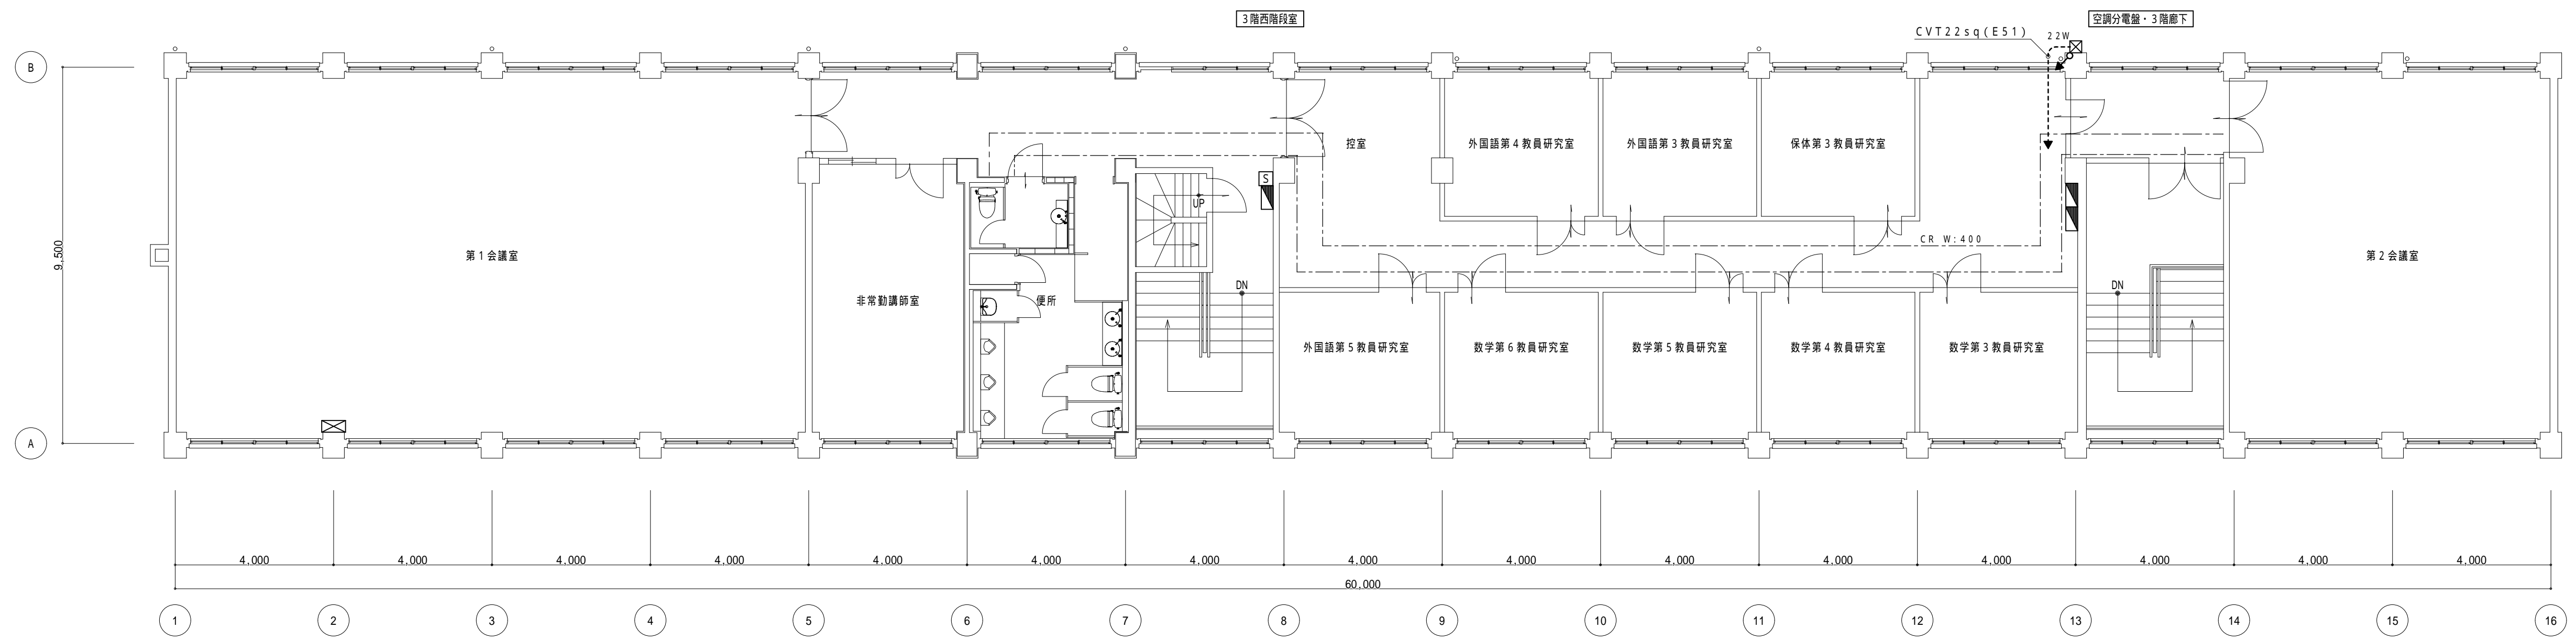 ３階西階段室
空調分電盤・３階廊下
CVT22sq(E51)
22W
B
控室
外国語第４教員研究室
外国語第３教員研究室
保体第３教員研究室
S
UP
CR W:400
9,500
第１会議室
第２会議室
DN
DN
非常勤講師室
便所
外国語第５教員研究室
数学第６教員研究室
数学第５教員研究室
数学第４教員研究室
数学第３教員研究室
A
4,000 4,000 4,000 4,000 4,000 4,000 4,000 4,000 4,000 4,000 4,000 4,000 4,000 4,000 4,000
60,000
1 2 3 4 5 6 7 8 9 10 11 12 13 14 15 16